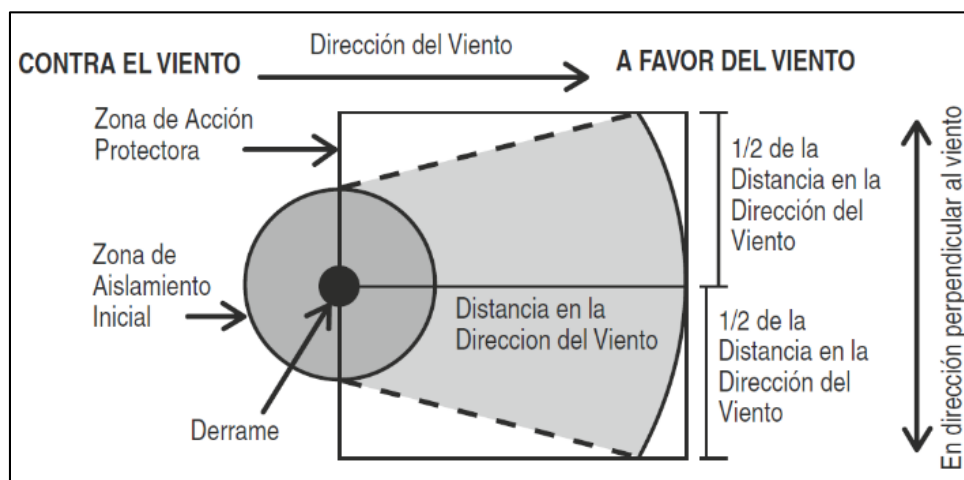 Dirección del Viento
CONTRA EL VIENTO
A FAVOR DEL VIENTO
Zona de Acción
Protectora
1/2 de la
Distancia en la
Dirección del
Viento
En dirección perpendicular al viento
Zona de
Aislamiento
Inicial
Distancia en la
Direccion del Viento
1/2 de la
Distancia en la
Dirección del
Viento
Derrame